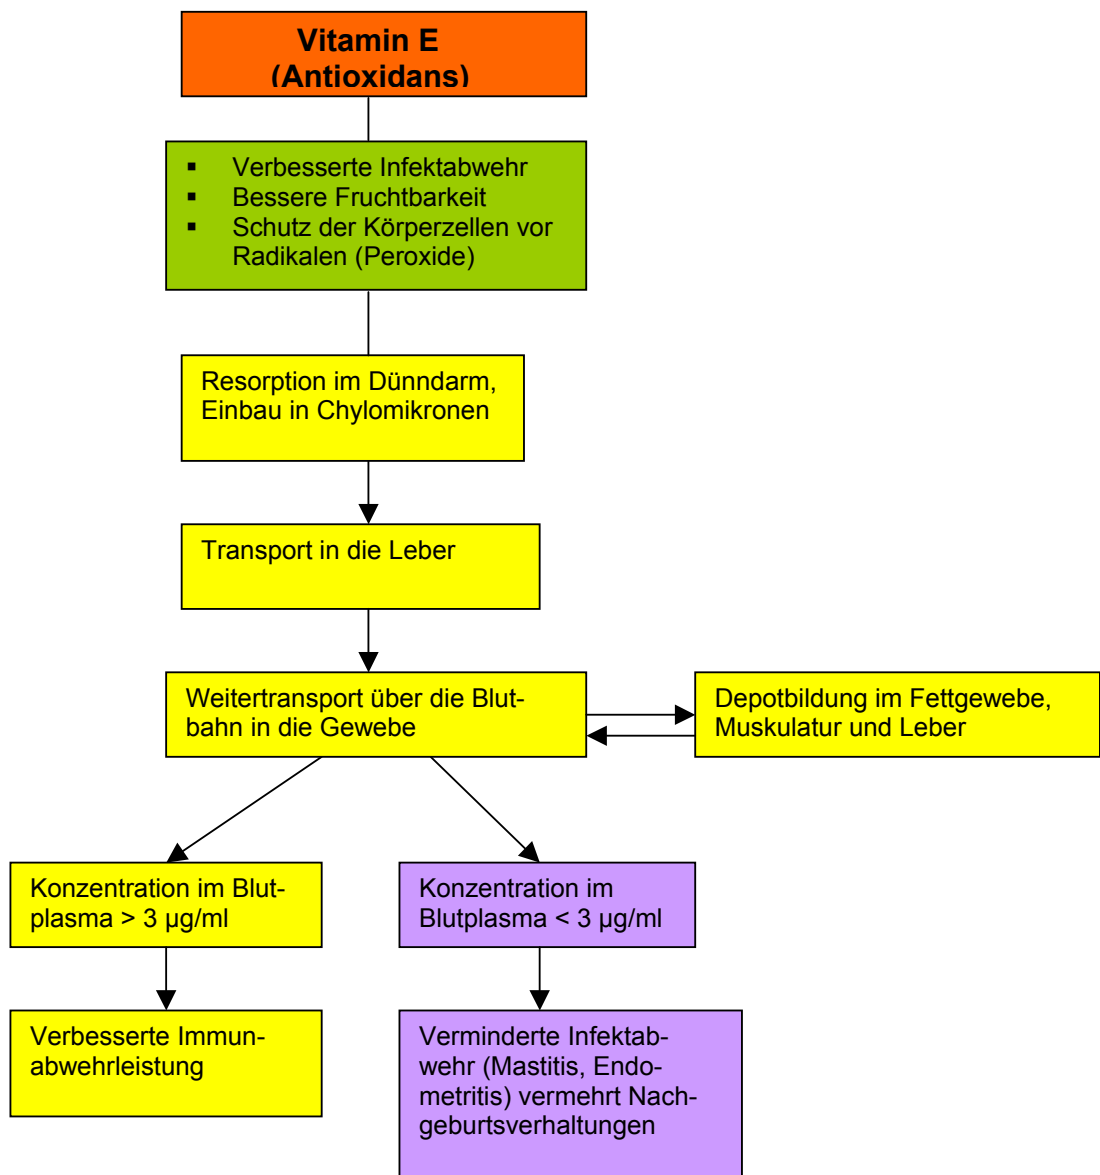 Vitamin E
(Antioxidans)
▪ Verbesserte Infektabwehr
▪ Bessere Fruchtbarkeit
▪ Schutz der Körperzellen vor
Radikalen (Peroxide)
Resorption im Dünndarm,
Einbau in Chylomikronen
Transport in die Leber
Weitertransport über die Blut-
bahn in die Gewebe
Depotbildung im Fettgewebe,
Muskulatur und Leber
Konzentration im Blut-
plasma > 3 µg/ml
Konzentration im
Blutplasma < 3 µg/ml
Verbesserte Immun-
abwehrleistung
Verminderte Infektab-
wehr (Mastitis, Endo-
metritis) vermehrt Nach-
geburtsverhaltungen